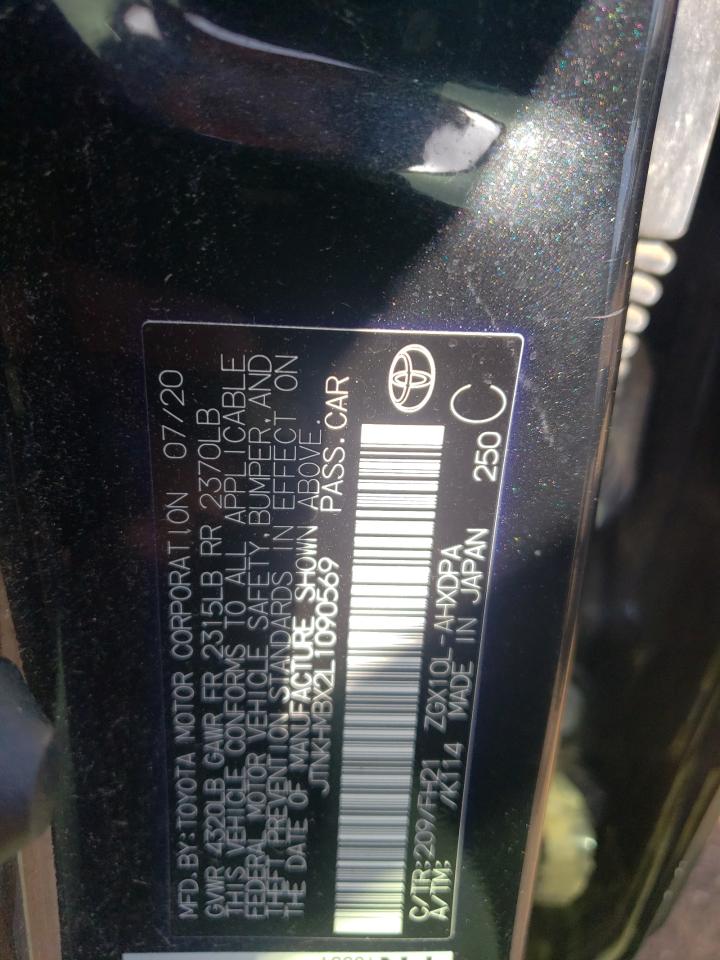 MFD.BY:TOYOTA MOTOR CORPORATION 07/20
GVWR 4320LB GAWR FR 2315LB RR 2370LB
THIS VEHICLE CONFORMS TO ALL APPLICABLE
FEDERAL MOTOR VEHICLE SAFETY,BUMPER,AND
THEFT PREVENTION STANDARDS IN EFFECT ON
THE DATE OF MANUFACTURE SHOWN ABOVE.
JTNKHMBX2L1090569 PASS.CAR
C/TR:209/FH21 ZGX10L-AHXDPA
A/TM: /K114 MADE IN JAPAN 250 C